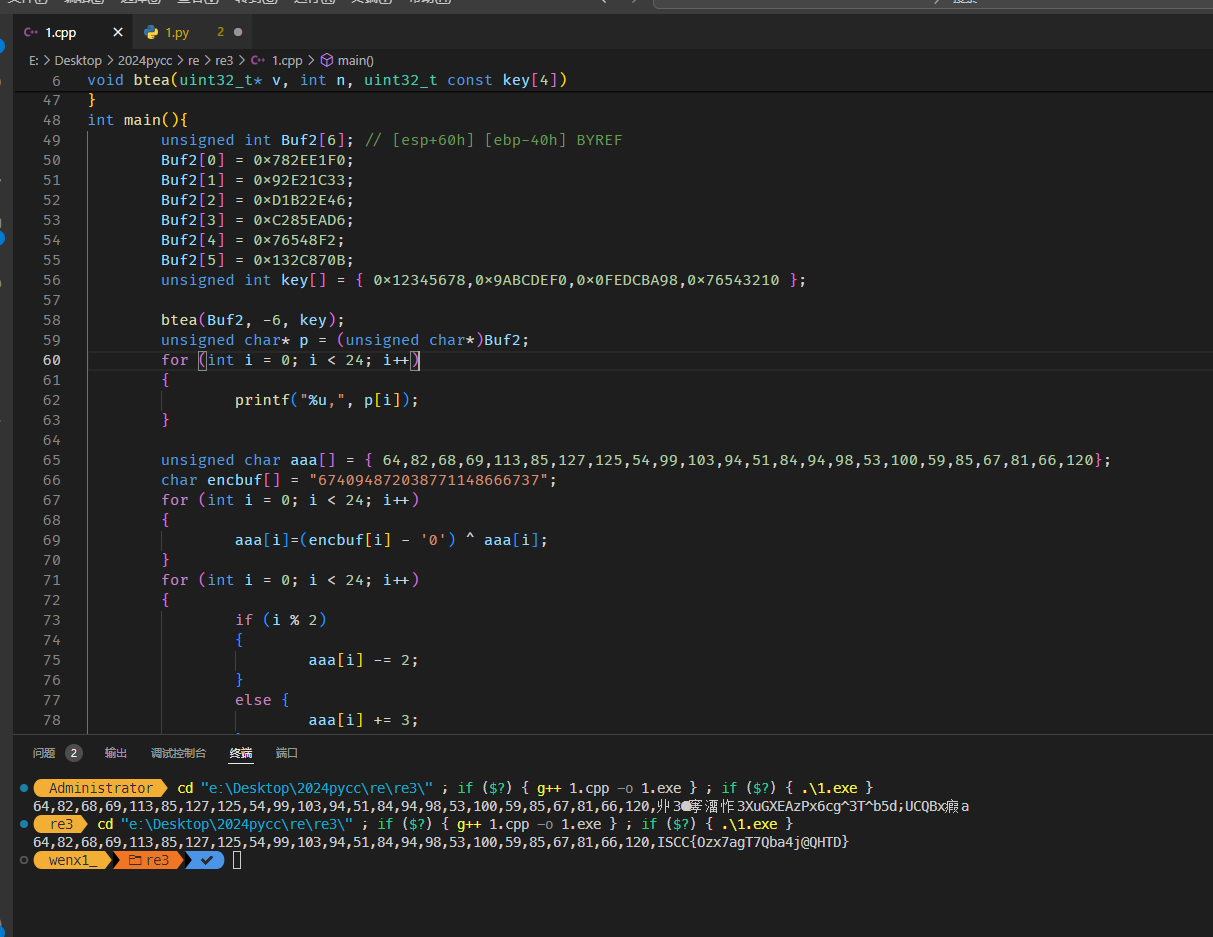 1.cpp 1.py 2
E: > Desktop > 2024pycc > re > re3 > 1.cpp > main()
6 void btea(uint32_t* v, int n, uint32_t const key[4])
47 }
48 int main(){
49 unsigned int Buf2[6]; // [esp+60h] [ebp-40h] BYREF
50 Buf2[0] = 0x782EE1F0;
51 Buf2[1] = 0x92E21C33;
52 Buf2[2] = 0xD1B22E46;
53 Buf2[3] = 0xC285EAD6;
54 Buf2[4] = 0x76548F2;
55 Buf2[5] = 0x132C870B;
56 unsigned int key[] = { 0x12345678,0x9ABCDEF0,0x0FEDCBA98,0x76543210 };
57
58 btea(Buf2, -6, key);
59 unsigned char* p = (unsigned char*)Buf2;
60 for (int i = 0; i < 24; i++)
61 {
62 printf("%u,", p[i]);
63 }
64
65 unsigned char aaa[] = { 64,82,68,69,113,85,127,125,54,99,103,94,51,84,94,98,53,100,59,85,67,81,66,120};
66 char encbuf[] = "674094872038771148666737";
67 for (int i = 0; i < 24; i++)
68 {
69 aaa[i]=(encbuf[i] - '0') ^ aaa[i];
70 }
71 for (int i = 0; i < 24; i++)
72 {
73 if (i % 2)
74 {
75 aaa[i] -= 2;
76 }
77 else {
78 aaa[i] += 3;
问题 2 输出 调试控制台 终端 端口
Administrator cd "e:\Desktop\2024pycc\re\re3\" ; if ($?) { g++ 1.cpp -o 1.exe } ; if ($?) { .\1.exe }
64,82,68,69,113,85,127,125,54,99,103,94,51,84,94,98,53,100,59,85,67,81,66,120,
re3 cd "e:\Desktop\2024pycc\re\re3\" ; if ($?) { g++ 1.cpp -o 1.exe } ; if ($?) { .\1.exe }
64,82,68,69,113,85,127,125,54,99,103,94,51,84,94,98,53,100,59,85,67,81,66,120,ISCC{Ozx7agT7Qba4j@QHTD}
wenx1_ re3